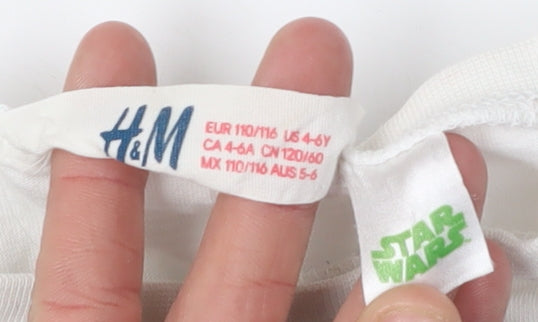 H&M
EUR 110/116 US 4-6Y
CA 4-6A CN 120/60
MX 110/116 AUS 5-6
STAR
WARS